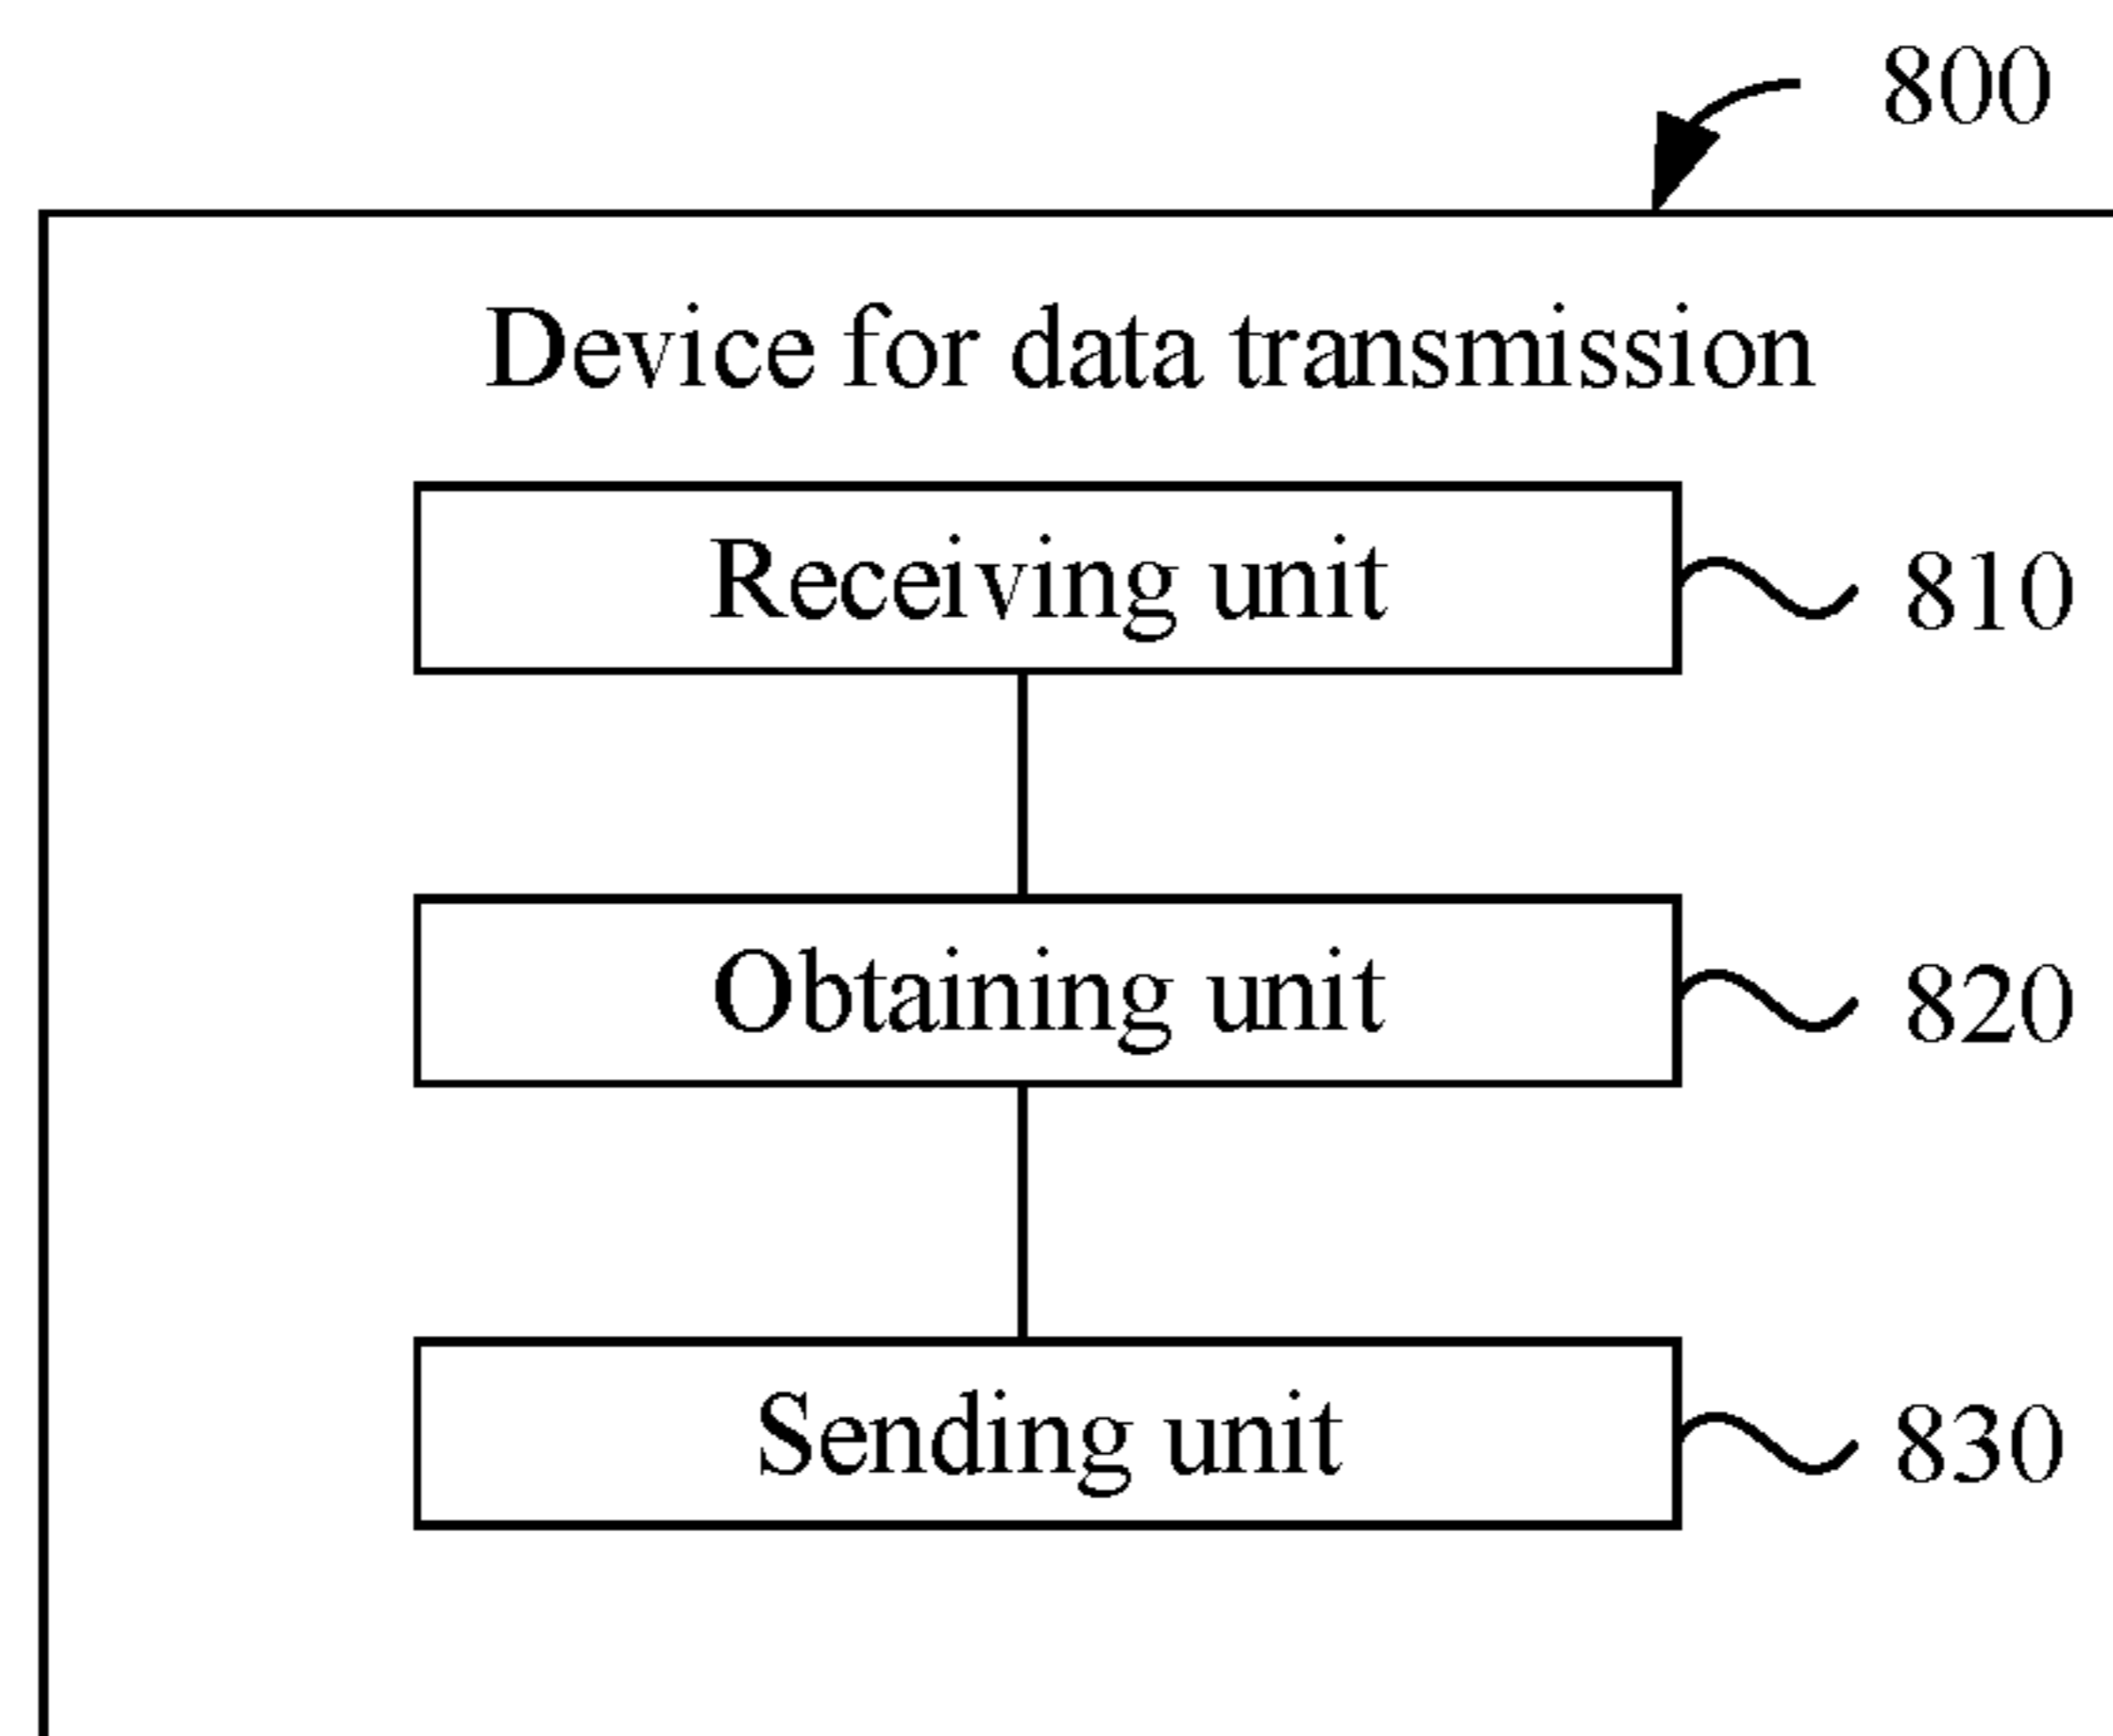 800
Device for data transmission
Receiving unit 810
Obtaining unit 820
Sending unit 830